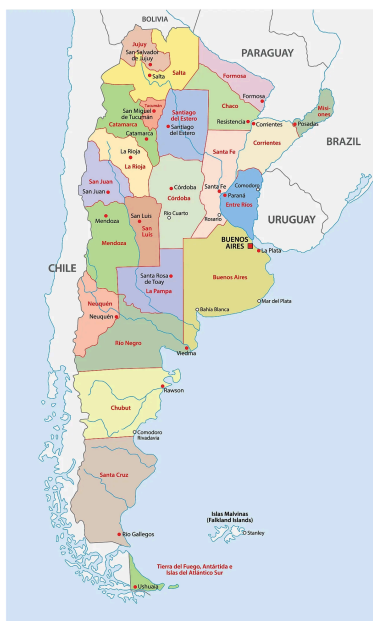 BOLIVIA
Jujuy
San Salvador
de Jujuy
PARAGUAY
Salta
Salta
Formosa
Formosa
San Miguel
de Tucumán
Tucumán
Catamarca
Catamarca
Santiago
del Estero
Santiago
del Estero
Chaco
Resistencia
Corrientes
Corrientes
Posadas
Misi-
ones
BRAZIL
La Rioja
La Rioja
Santa Fe
Santa Fe
San Juan
San Juan
Córdoba
Córdoba
Río Cuarto
Comodoro
Paraná
Entre Ríos
Rosano
URUGUAY
Mendoza
Mendoza
San Luis
San
Luis
BUENOS
AIRES
La Plata
CHILE
Santa Rosa
de Toay
La Pampa
Buenos Aires
Mar del Plata
Bahía Blanca
Neuquén
Neuquén
Río Negro
Viedma
Rawson
Chubut
Comodoro
Rivadavia
Santa Cruz
Río Gallegos
Islas Malvinas
(Falkland Islands)
Stanley
Tierra del Fuego, Antártida e
Islas del Atlántico Sur
Ushuaia